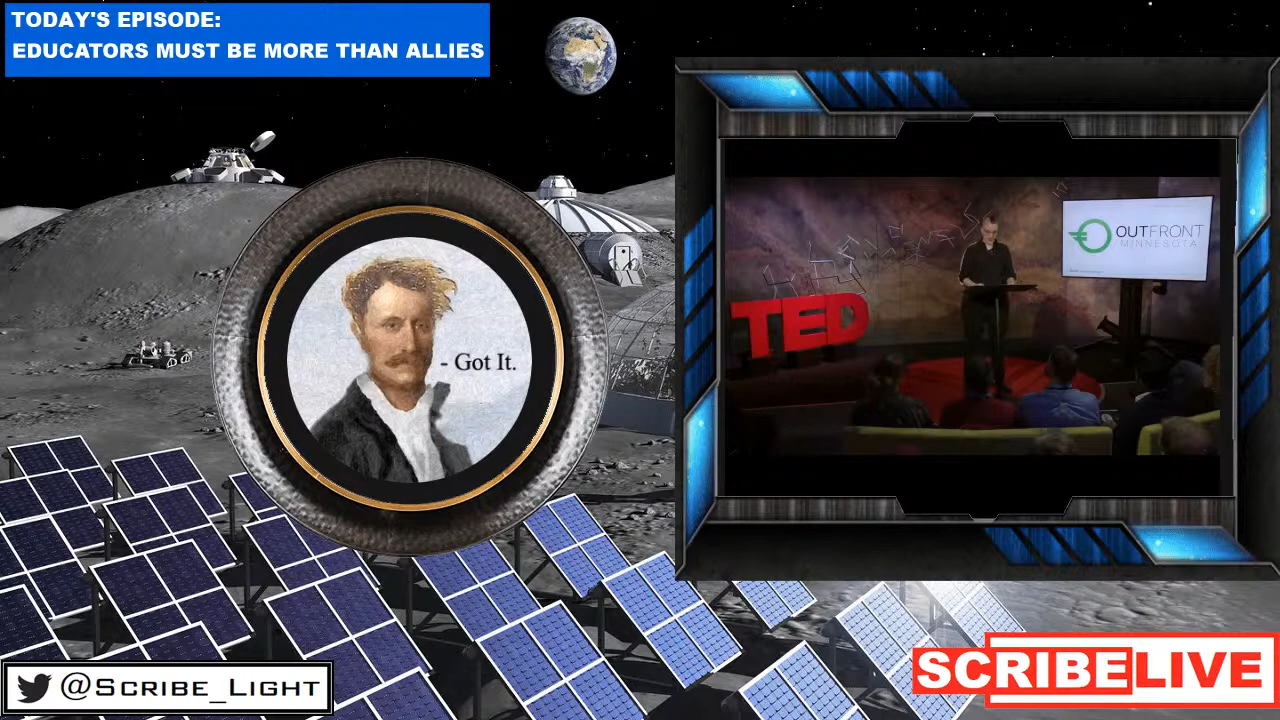 TODAY'S EPISODE:
EDUCATORS MUST BE MORE THAN ALLIES
- Got It.
TED
OUTFRONT
MINNESOTA
@SCRIBE_LIGHT
SCRIBELIVE